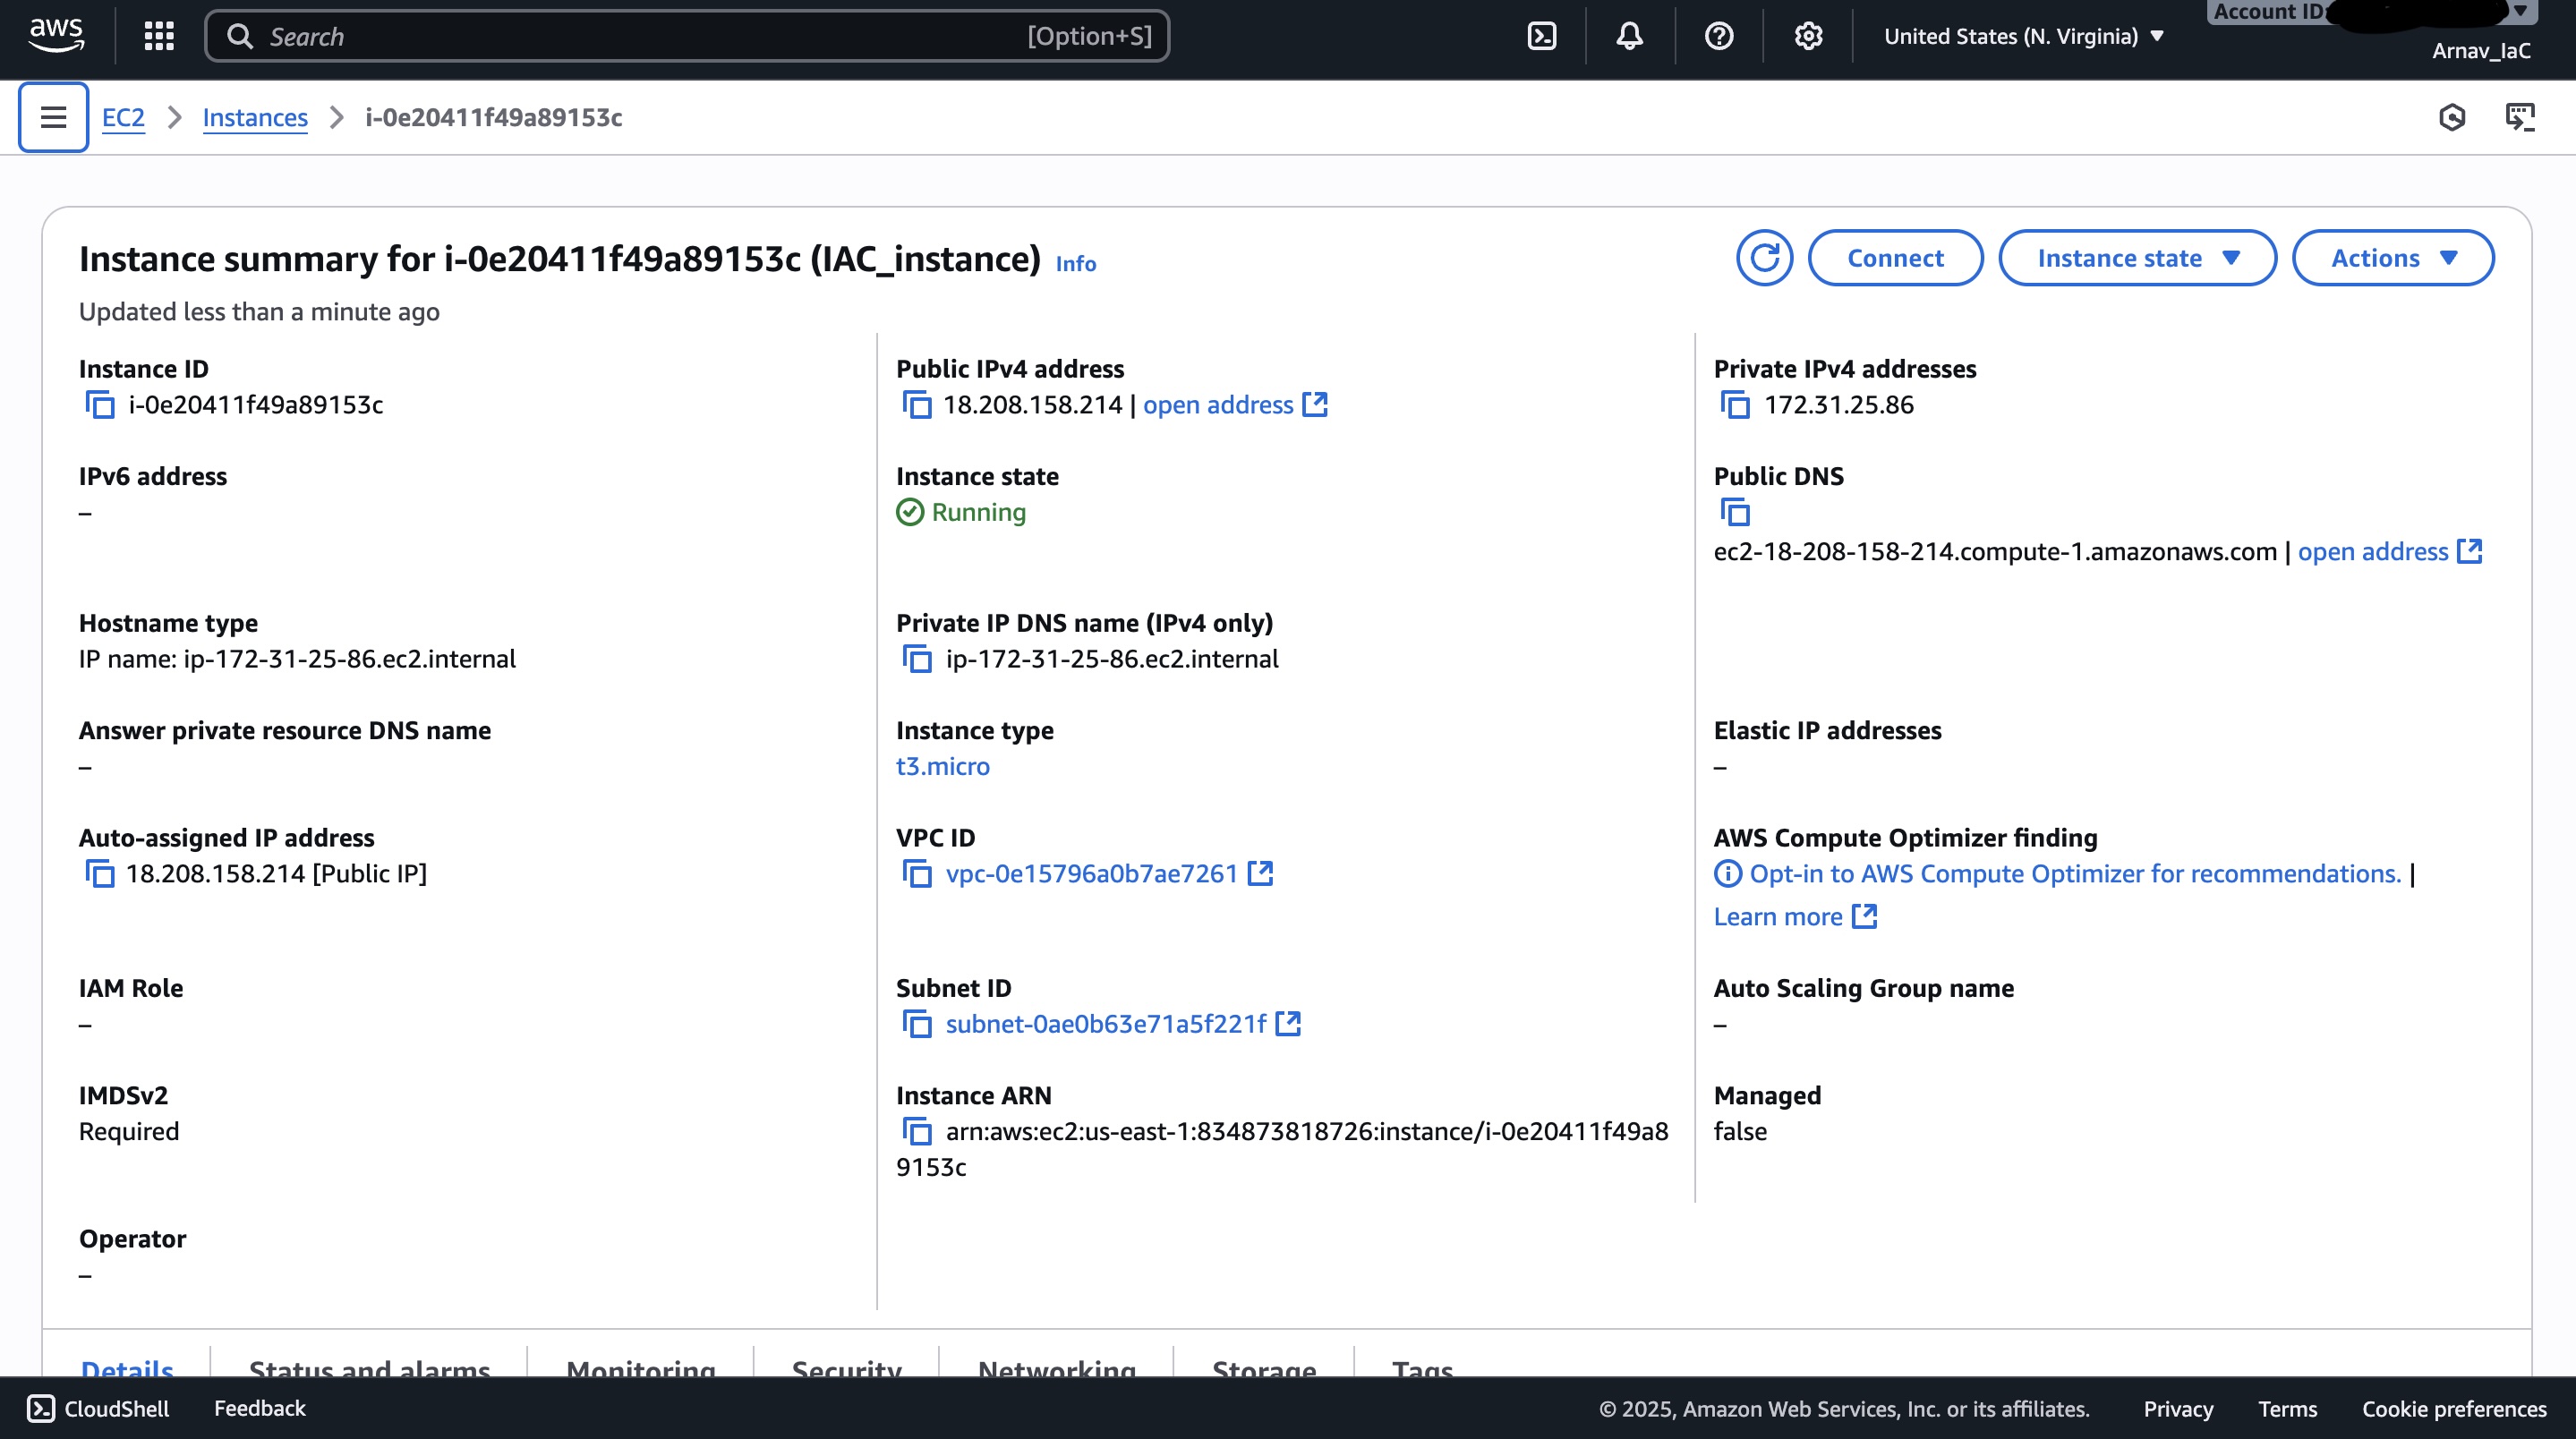 aws
Search
[Option+S]
United States (N. Virginia)
Account ID:
Arnav_IaC
EC2
Instances
i-0e20411f49a89153c
Instance summary for i-0e20411f49a89153c (IAC_instance) Info
Updated less than a minute ago
Connect
Instance state
Actions
Instance ID
i-0e20411f49a89153c
Public IPv4 address
18.208.158.214 | open address
Private IPv4 addresses
172.31.25.86
IPv6 address
–
Instance state
Running
Public DNS
ec2-18-208-158-214.compute-1.amazonaws.com | open address
Hostname type
IP name: ip-172-31-25-86.ec2.internal
Private IP DNS name (IPv4 only)
ip-172-31-25-86.ec2.internal
Answer private resource DNS name
–
Instance type
t3.micro
Elastic IP addresses
–
Auto-assigned IP address
18.208.158.214 [Public IP]
VPC ID
vpc-0e15796a0b7ae7261
AWS Compute Optimizer finding
Opt-in to AWS Compute Optimizer for recommendations. |
Learn more
IAM Role
–
Subnet ID
subnet-0ae0b63e71a5f221f
Auto Scaling Group name
–
IMDSv2
Required
Instance ARN
arn:aws:ec2:us-east-1:834873818726:instance/i-0e20411f49a8
9153c
Managed
false
Operator
–
Details
Status and alarms
Monitoring
Security
Networking
Storage
Tags
CloudShell
Feedback
© 2025, Amazon Web Services, Inc. or its affiliates.
Privacy
Terms
Cookie preferences